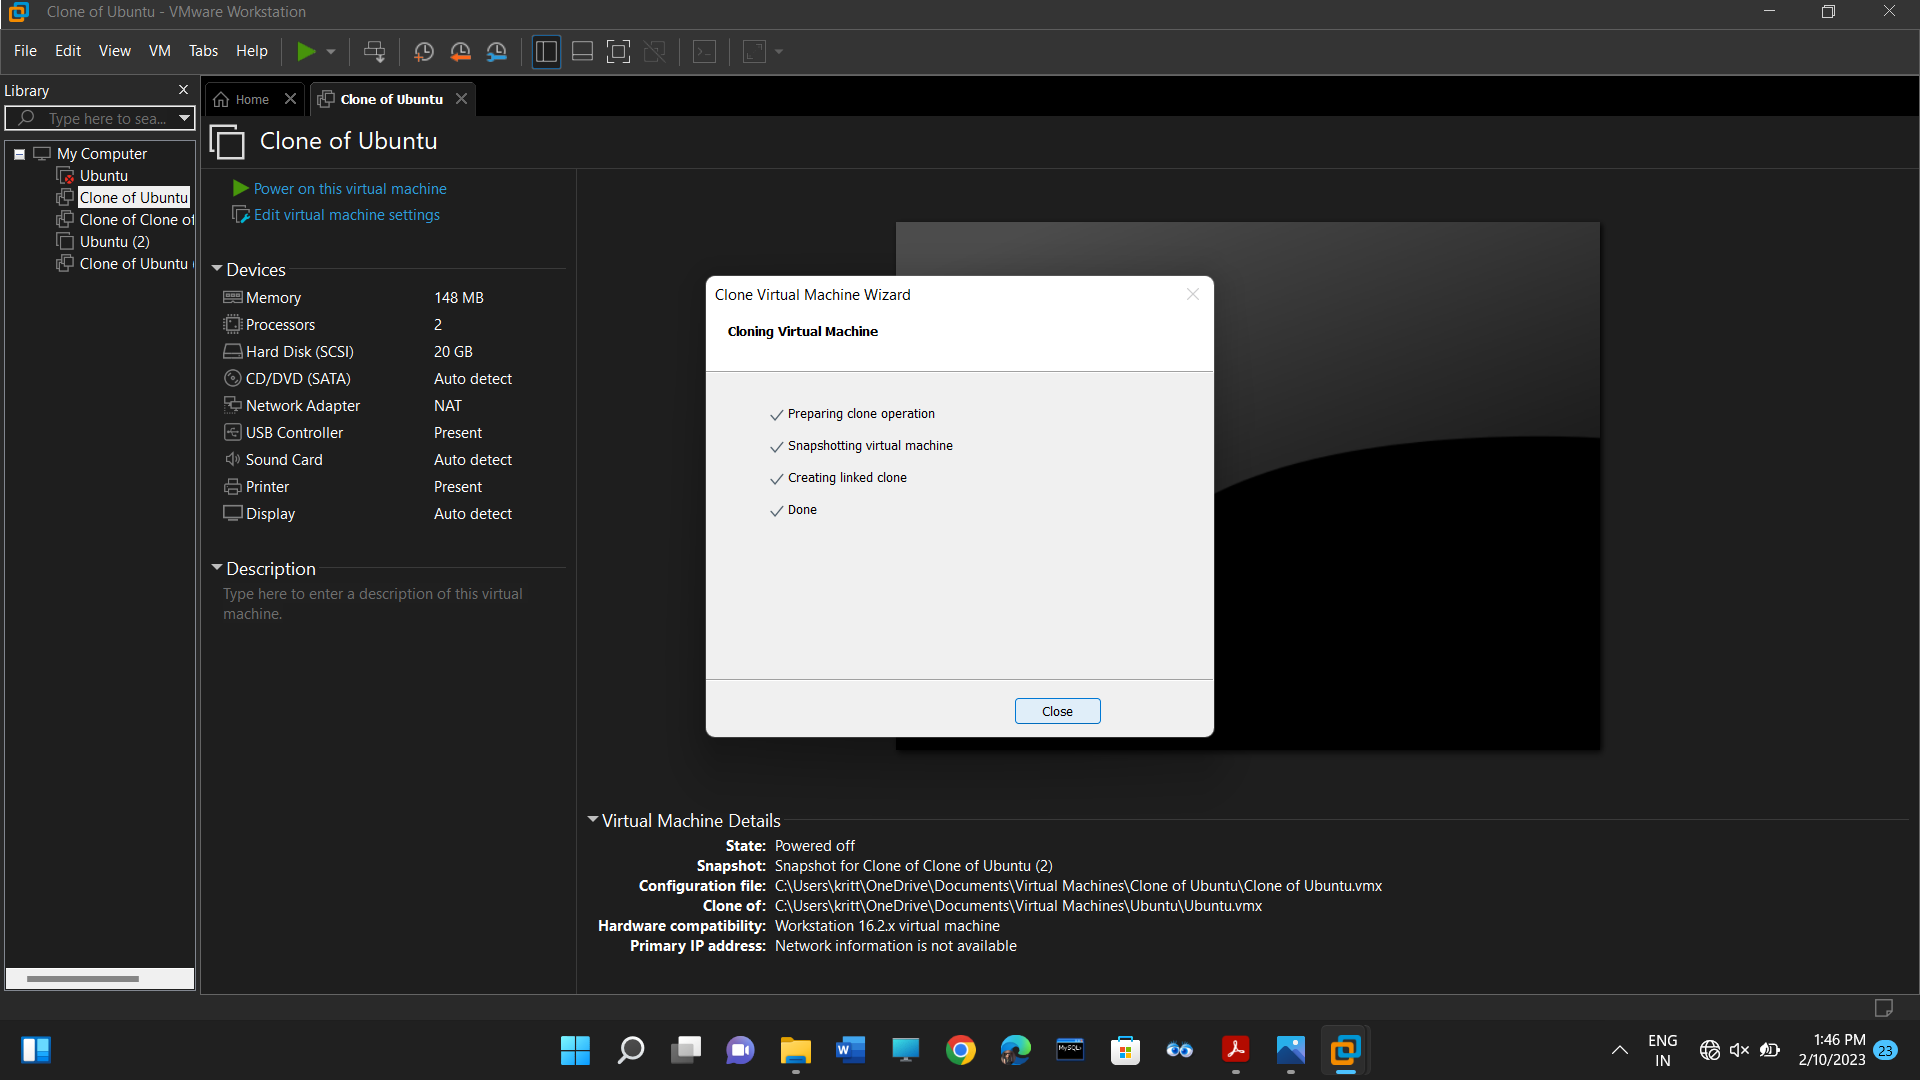 Clone of Ubuntu - VMware Workstation
File Edit View VM Tabs Help
Library
Type here to sea...
My Computer
Ubuntu
Clone of Ubuntu
Clone of Clone of
Ubuntu (2)
Clone of Ubuntu
Home
Clone of Ubuntu
Clone of Ubuntu
Power on this virtual machine
Edit virtual machine settings
Devices
Memory 148 MB
Processors 2
Hard Disk (SCSI) 20 GB
CD/DVD (SATA) Auto detect
Network Adapter NAT
USB Controller Present
Sound Card Auto detect
Printer Present
Display Auto detect
Description
Type here to enter a description of this virtual
machine.
Clone Virtual Machine Wizard
Cloning Virtual Machine
Preparing clone operation
Snapshotting virtual machine
Creating linked clone
Done
Close
Virtual Machine Details
State: Powered off
Snapshot: Snapshot for Clone of Clone of Ubuntu (2)
Configuration file: C:\Users\kritt\OneDrive\Documents\Virtual Machines\Clone of Ubuntu\Clone of Ubuntu.vmx
Clone of: C:\Users\kritt\OneDrive\Documents\Virtual Machines\Ubuntu\Ubuntu.vmx
Hardware compatibility: Workstation 16.2.x virtual machine
Primary IP address: Network information is not available
MySQL
ENG
IN
1:46 PM
2/10/2023
23